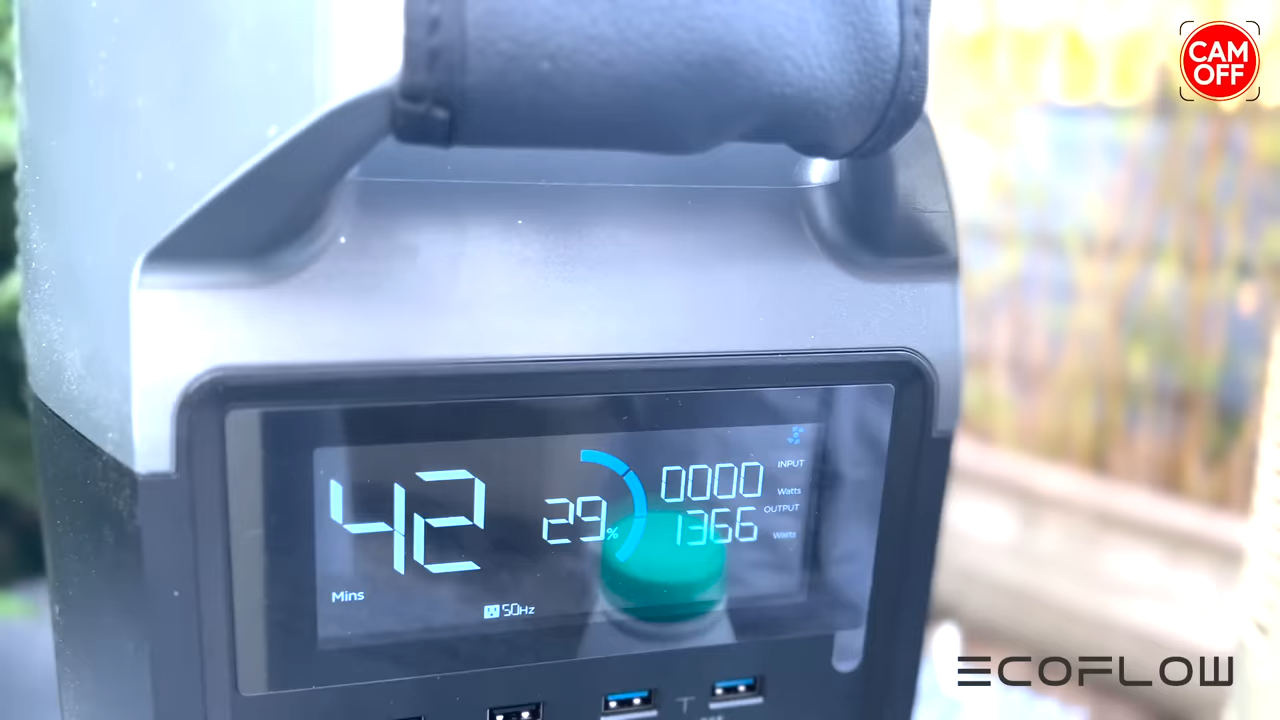 CAM
OFF
42
Mins
29%
0000
INPUT
Watts
1366
OUTPUT
Watts
50Hz
ECOFLOW